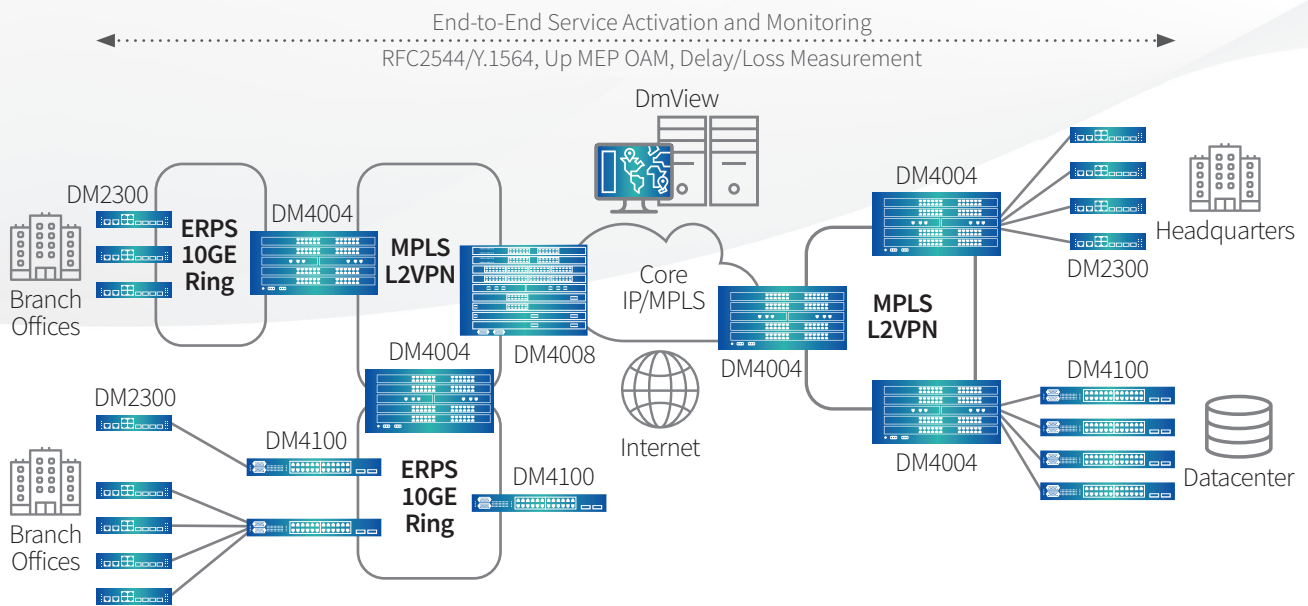 End-to-End Service Activation and Monitoring
RFC2544/Y.1564, Up MEP OAM, Delay/Loss Measurement
DmView
DM2300
ERPS
10GE
Ring
Branch
Offices
DM4004
MPLS
L2VPN
DM4008
Core
IP/MPLS
Internet
DM4004
DM4004
MPLS
L2VPN
DM4004
DM2300
Headquarters
DM4004
DM4100
Datacenter
DM2300
DM4100
ERPS
10GE
Ring
DM4100
Branch
Offices